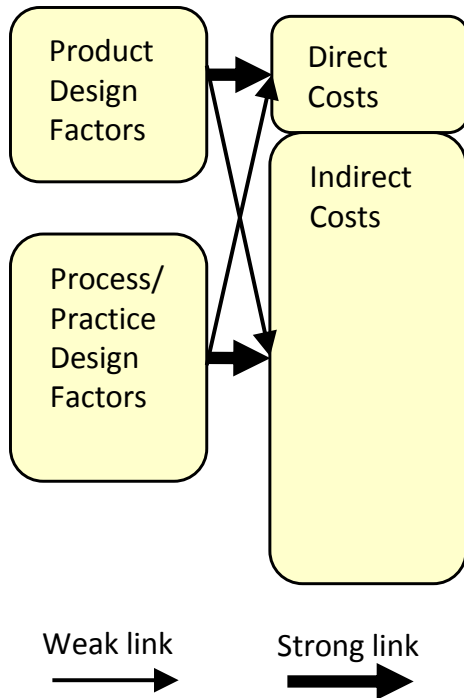 Product
Design
Factors
Direct
Costs
Indirect
Costs
Process/
Practice
Design
Factors
Weak link
Strong link